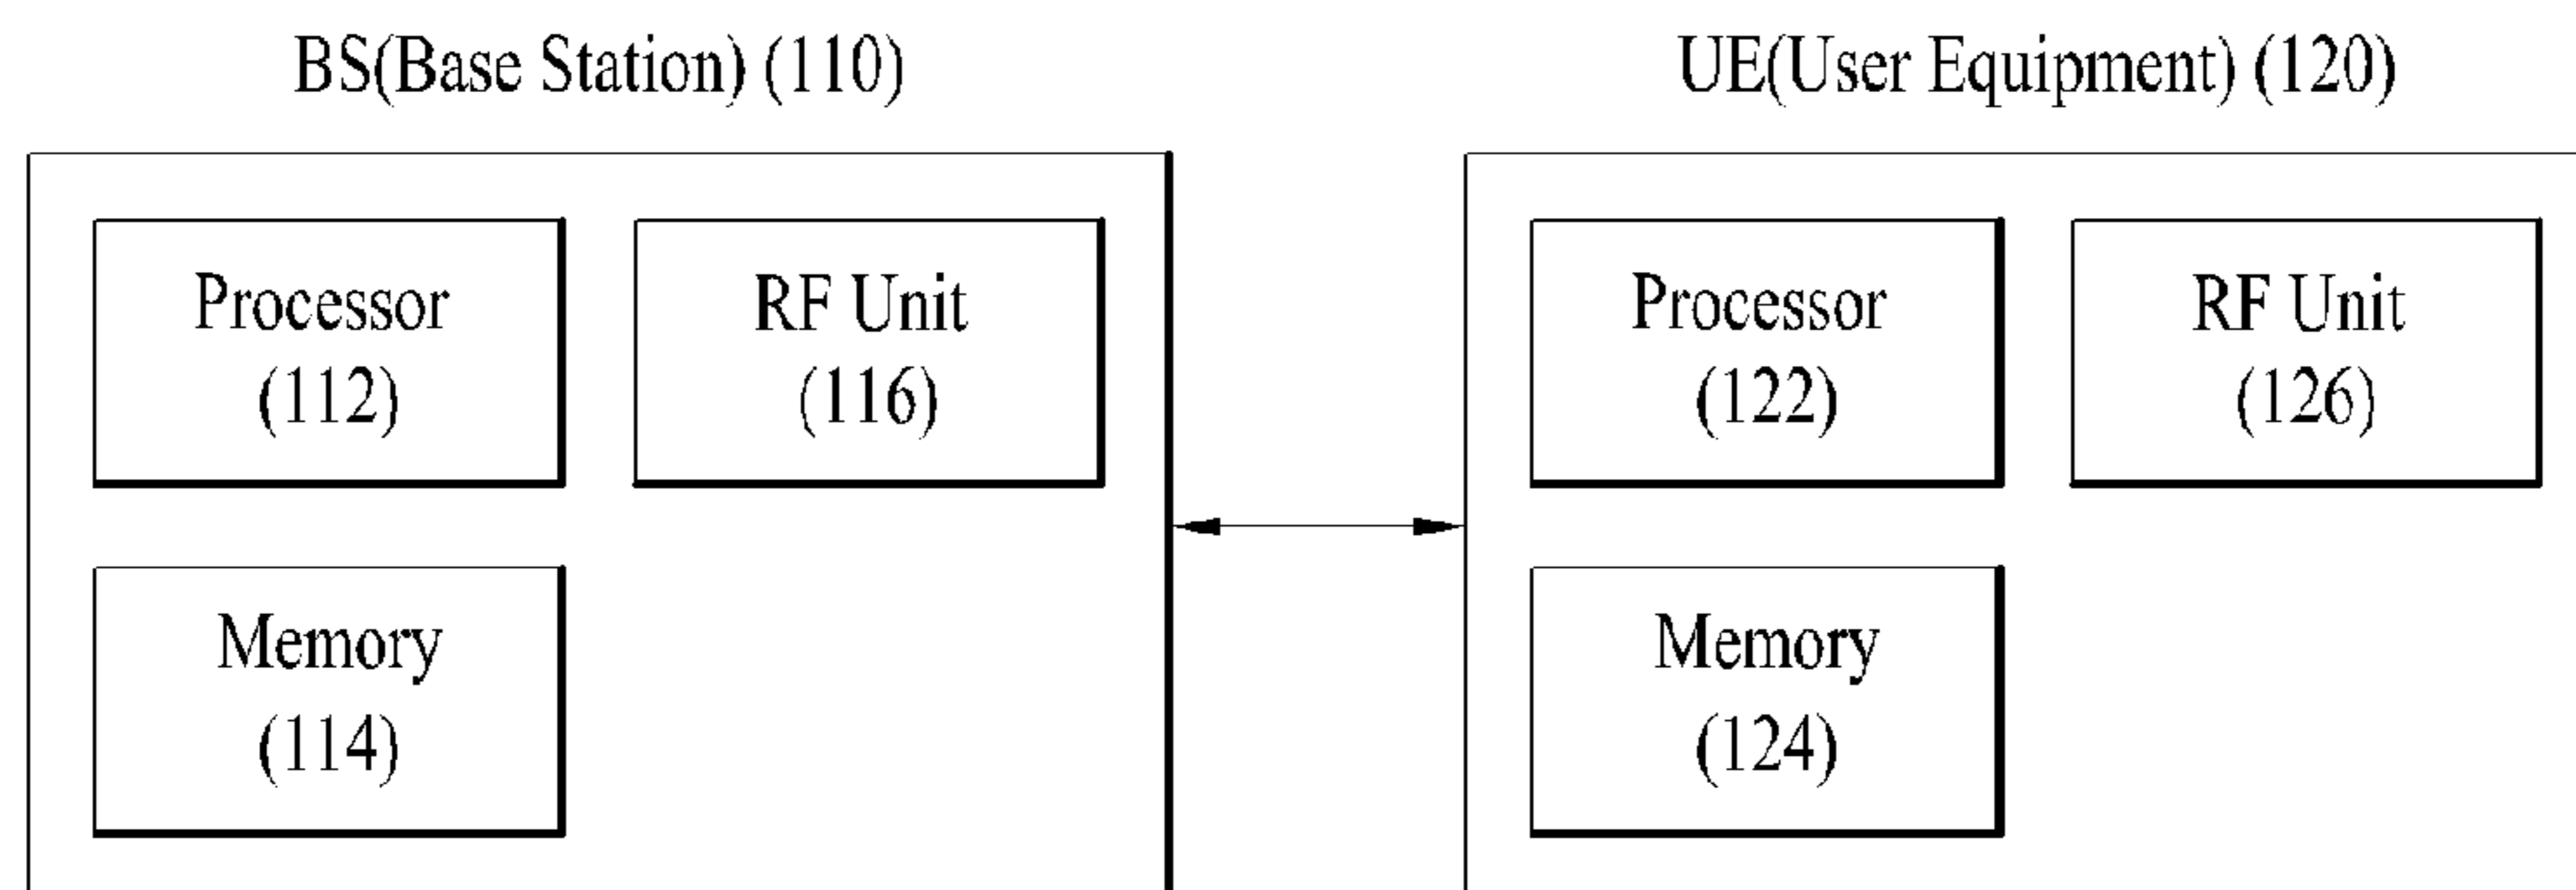 BS(Base Station) (110)
Processor
(112)
RF Unit
(116)
Memory
(114)
UE(User Equipment) (120)
Processor
(122)
RF Unit
(126)
Memory
(124)